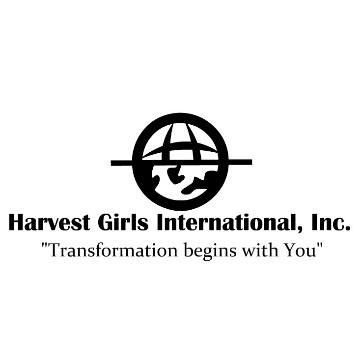 Harvest Girls International, Inc.
"Transformation begins with You"